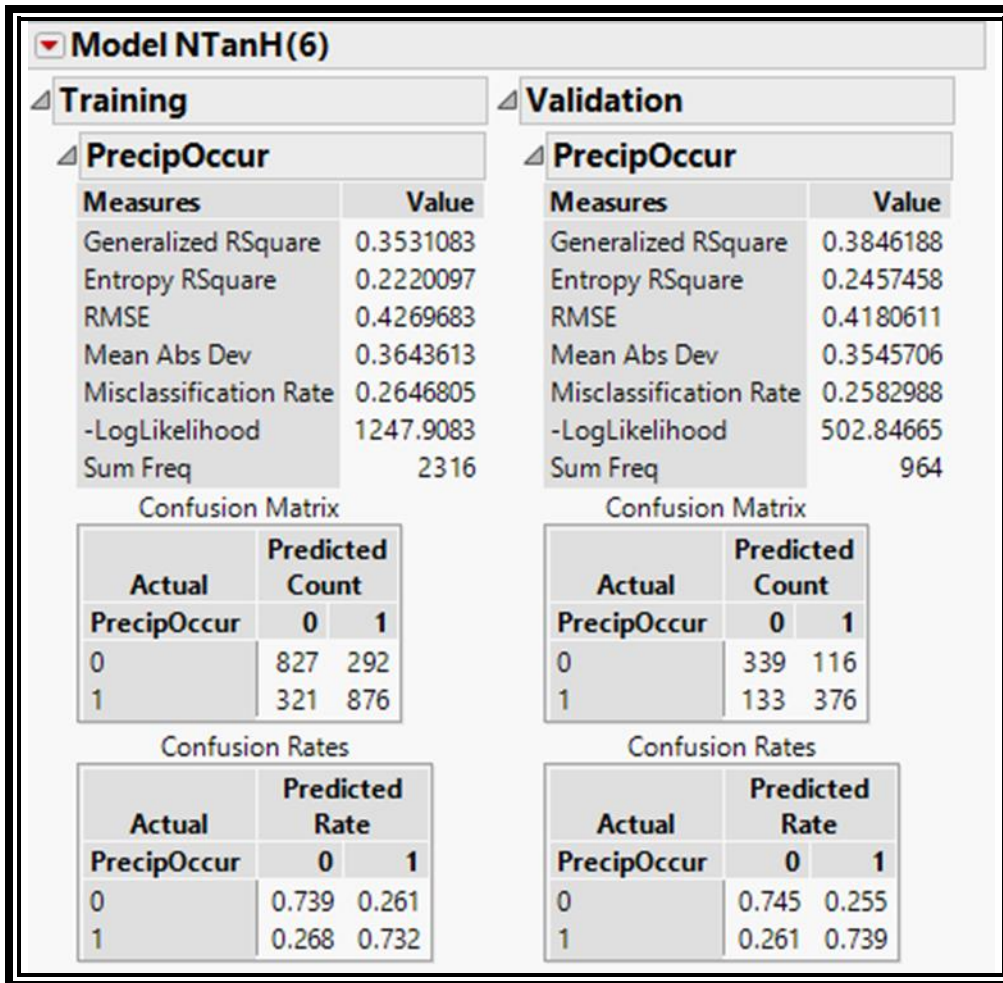 Model NTanH(6)
Training
PrecipOccur
Measures Value
Generalized RSquare 0.3531083
Entropy RSquare 0.2220097
RMSE 0.4269683
Mean Abs Dev 0.3643613
Misclassification Rate 0.2646805
-LogLikelihood 1247.9083
Sum Freq 2316
Confusion Matrix
Predicted
Actual Count
PrecipOccur 0 1
0 827 292
1 321 876
Confusion Rates
Predicted
Actual Rate
PrecipOccur 0 1
0 0.739 0.261
1 0.268 0.732
Validation
PrecipOccur
Measures Value
Generalized RSquare 0.3846188
Entropy RSquare 0.2457458
RMSE 0.4180611
Mean Abs Dev 0.3545706
Misclassification Rate 0.2582988
-LogLikelihood 502.84665
Sum Freq 964
Confusion Matrix
Predicted
Actual Count
PrecipOccur 0 1
0 339 116
1 133 376
Confusion Rates
Predicted
Actual Rate
PrecipOccur 0 1
0 0.745 0.255
1 0.261 0.739